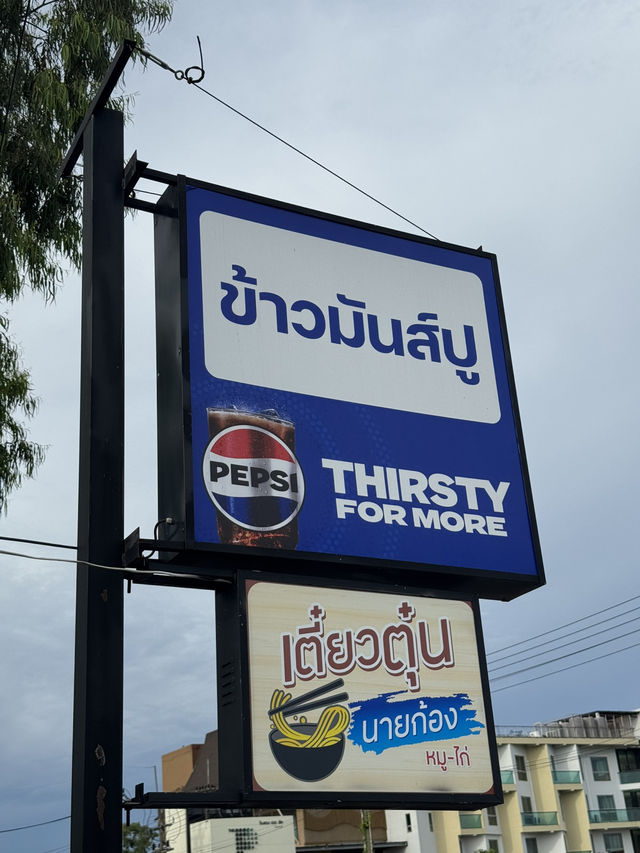 ข้าวมันส์ปู
PEPSI
THIRSTY
FOR MORE
เตี๋ยวตุ๋น
นายก้อง
หมู-ไก่